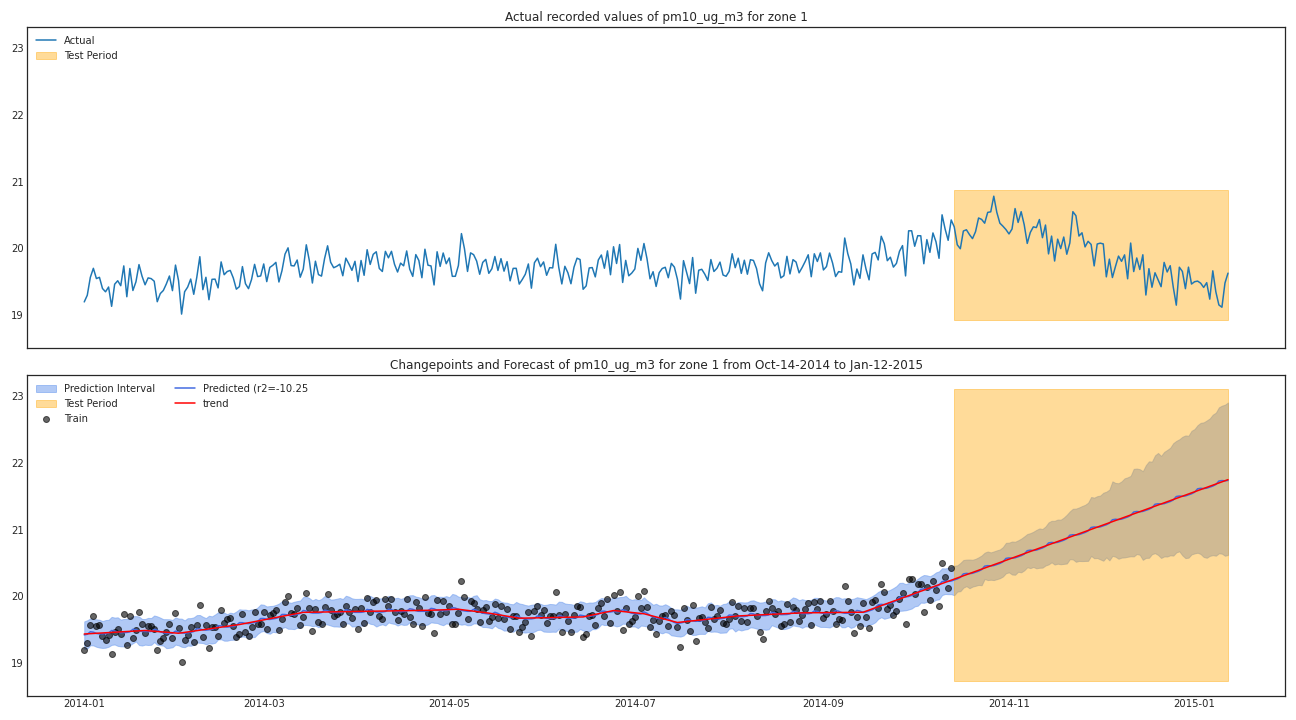 Actual recorded values of pm10_ug_m3 for zone 1
Actual
Test Period
23
22
21
20
19
Changepoints and Forecast of pm10_ug_m3 for zone 1 from Oct-14-2014 to Jan-12-2015
Prediction Interval
Test Period
Train
Predicted (r2=-10.25
trend
23
22
21
20
19
2014-01 2014-03 2014-05 2014-07 2014-09 2014-11 2015-01